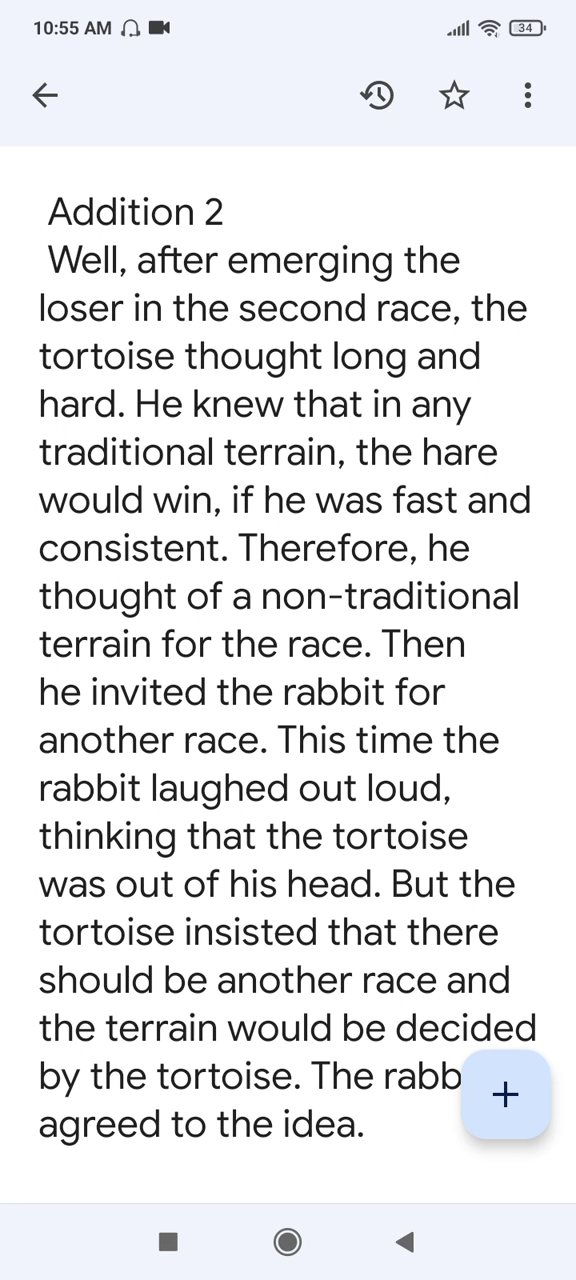 10:55 AM
34
Addition 2
Well, after emerging the
loser in the second race, the
tortoise thought long and
hard. He knew that in any
traditional terrain, the hare
would win, if he was fast and
consistent. Therefore, he
thought of a non-traditional
terrain for the race. Then
he invited the rabbit for
another race. This time the
rabbit laughed out loud,
thinking that the tortoise
was out of his head. But the
tortoise insisted that there
should be another race and
the terrain would be decided
by the tortoise. The
agreed to the idea.